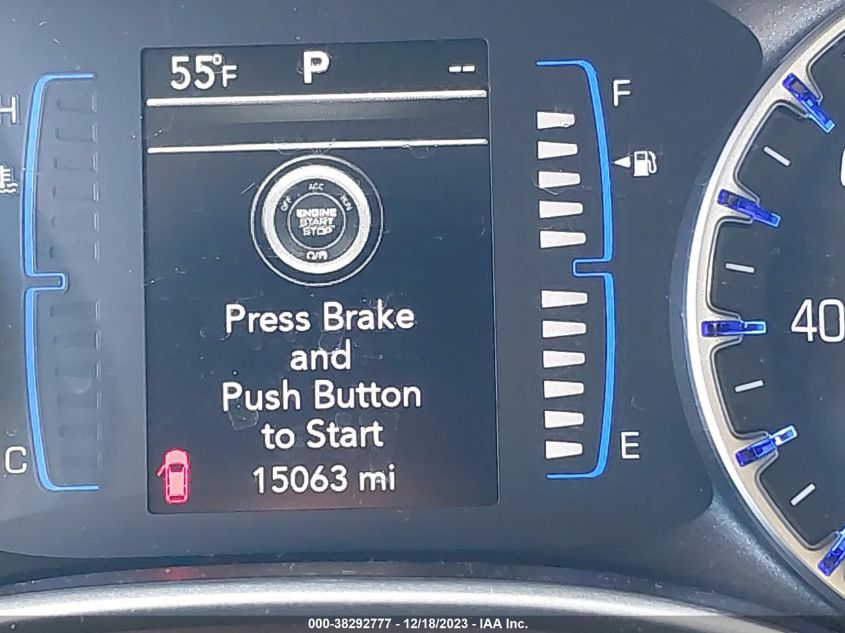 55°F P --
H F
OFF ACC RUN
ENGINE
START
STOP
Press Brake
and
Push Button
to Start
40
C E
15063 mi
000-38292777 - 12/18/2023 - IAA Inc.